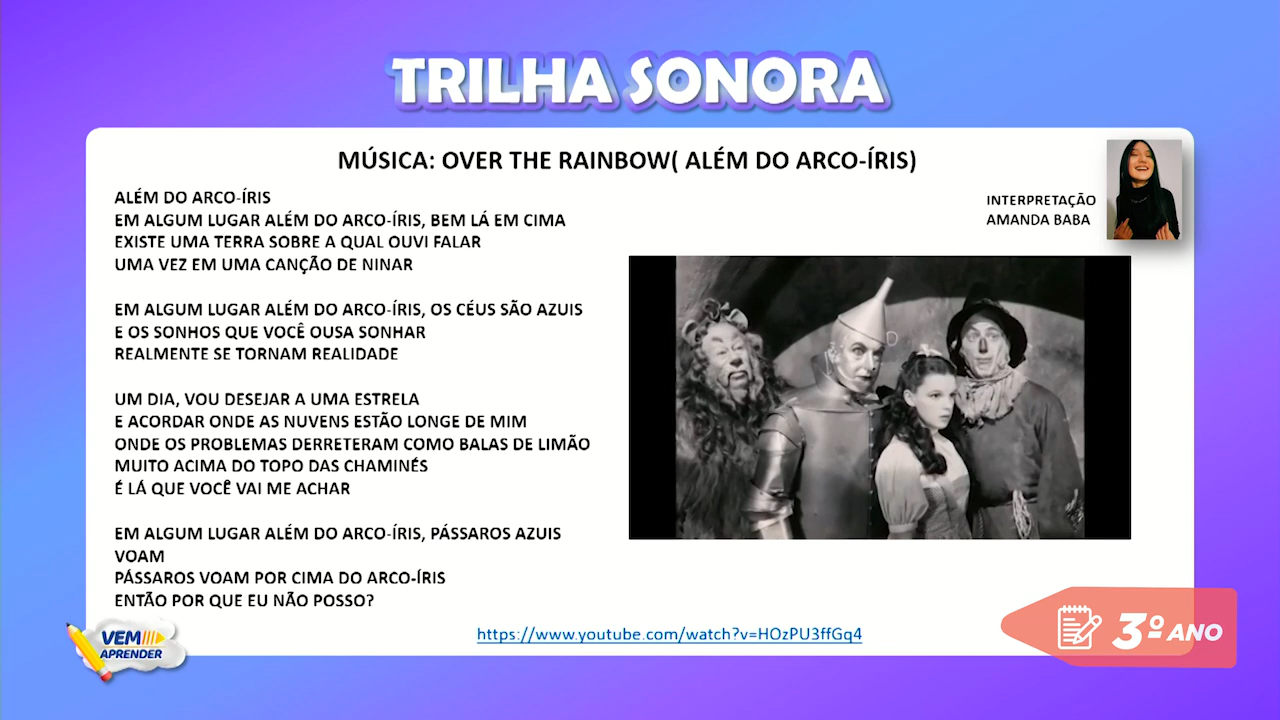 TRILHA SONORA
MÚSICA: OVER THE RAINBOW( ALÉM DO ARCO-ÍRIS)
INTERPRETAÇÃO
AMANDA BABA
ALÉM DO ARCO-ÍRIS
EM ALGUM LUGAR ALÉM DO ARCO-ÍRIS, BEM LÁ EM CIMA
EXISTE UMA TERRA SOBRE A QUAL OUVI FALAR
UMA VEZ EM UMA CANÇÃO DE NINAR
EM ALGUM LUGAR ALÉM DO ARCO-ÍRIS, OS CÉUS SÃO AZUIS
E OS SONHOS QUE VOCÊ OUSA SONHAR
REALMENTE SE TORNAM REALIDADE
UM DIA, VOU DESEJAR A UMA ESTRELA
E ACORDAR ONDE AS NUVENS ESTÃO LONGE DE MIM
ONDE OS PROBLEMAS DERRETERAM COMO BALAS DE LIMÃO
MUITO ACIMA DO TOPO DAS CHAMINÉS
É LÁ QUE VOCÊ VAI ME ACHAR
EM ALGUM LUGAR ALÉM DO ARCO-ÍRIS, PÁSSAROS AZUIS
VOAM
PÁSSAROS VOAM POR CIMA DO ARCO-ÍRIS
ENTÃO POR QUE EU NÃO POSSO?
https://www.youtube.com/watch?v=HOzPU3ffGq4
VEM
APRENDER
3º ANO